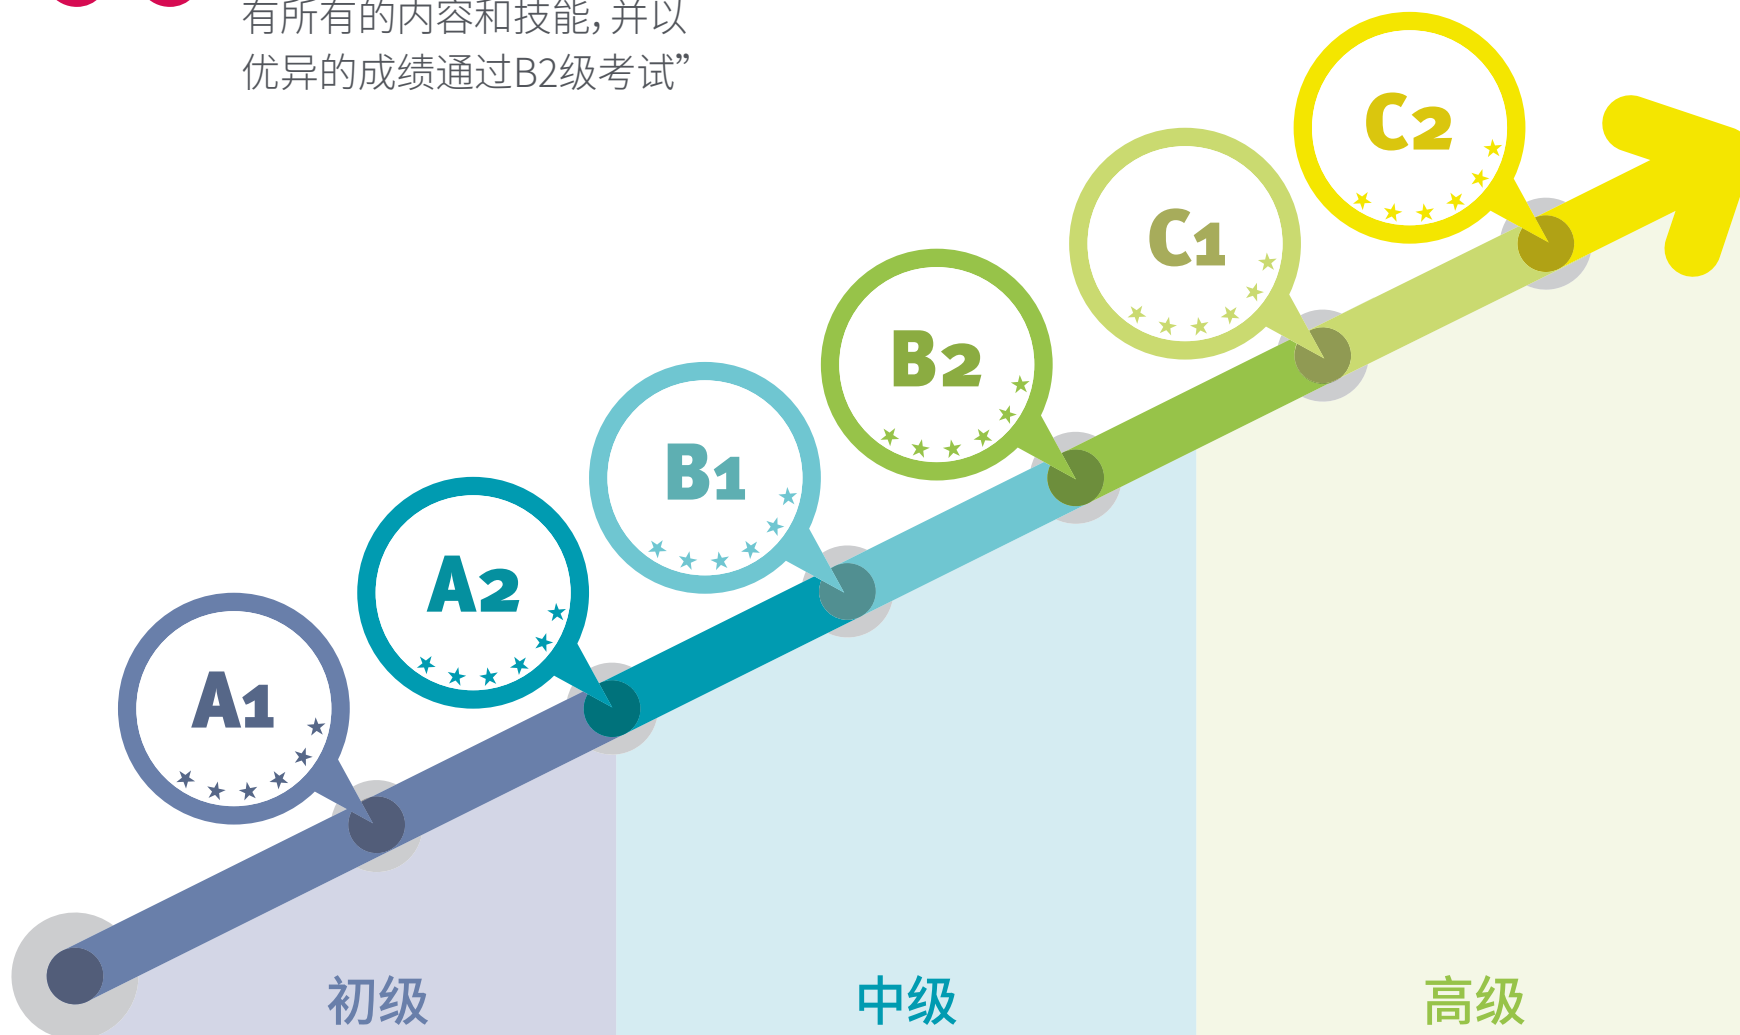 有所有的内容和技能，并以
优异的成绩通过B2级考试”
C2
C1
B2
B1
A2
A1
初级
中级
高级